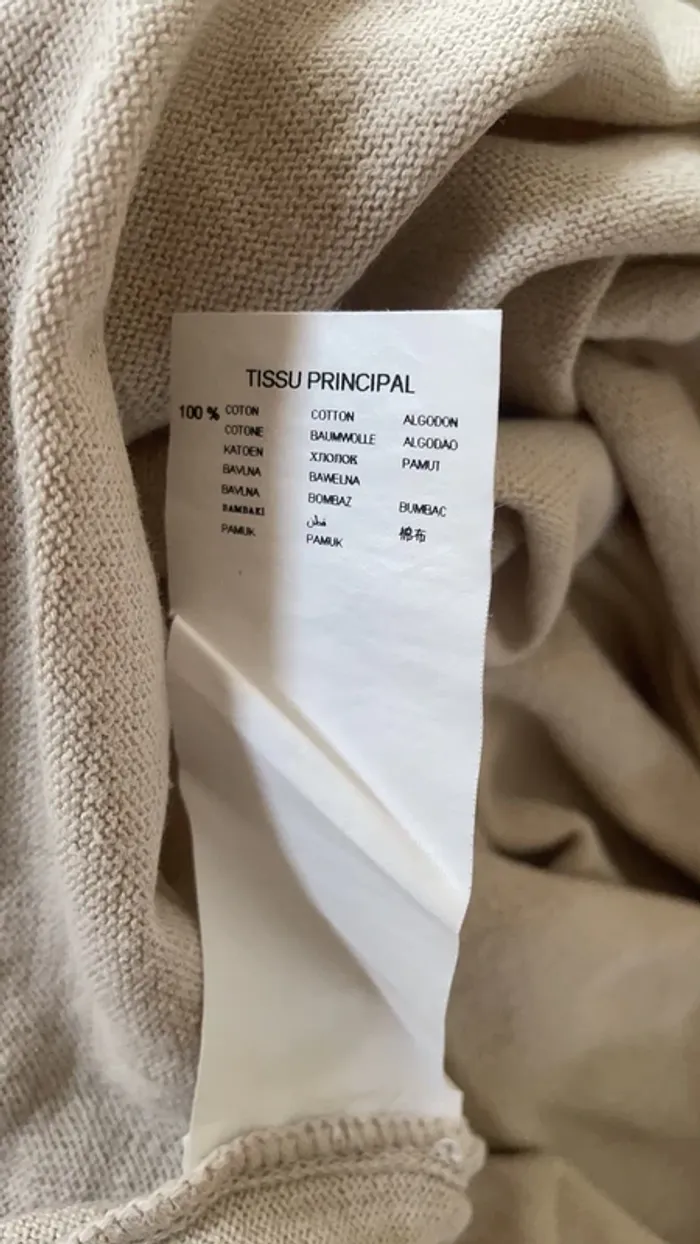 TISSU PRINCIPAL
100 % COTON COTTON ALGODON
COTONE BAUMWOLLE ALGODÃO
KATOEN ХЛОПОК PAMUT
BAVLNA BAWELNA
BAVLNA BOMBAZ BUMBAC
BAMBAKI قطن 棉布
PAMUK PAMUK